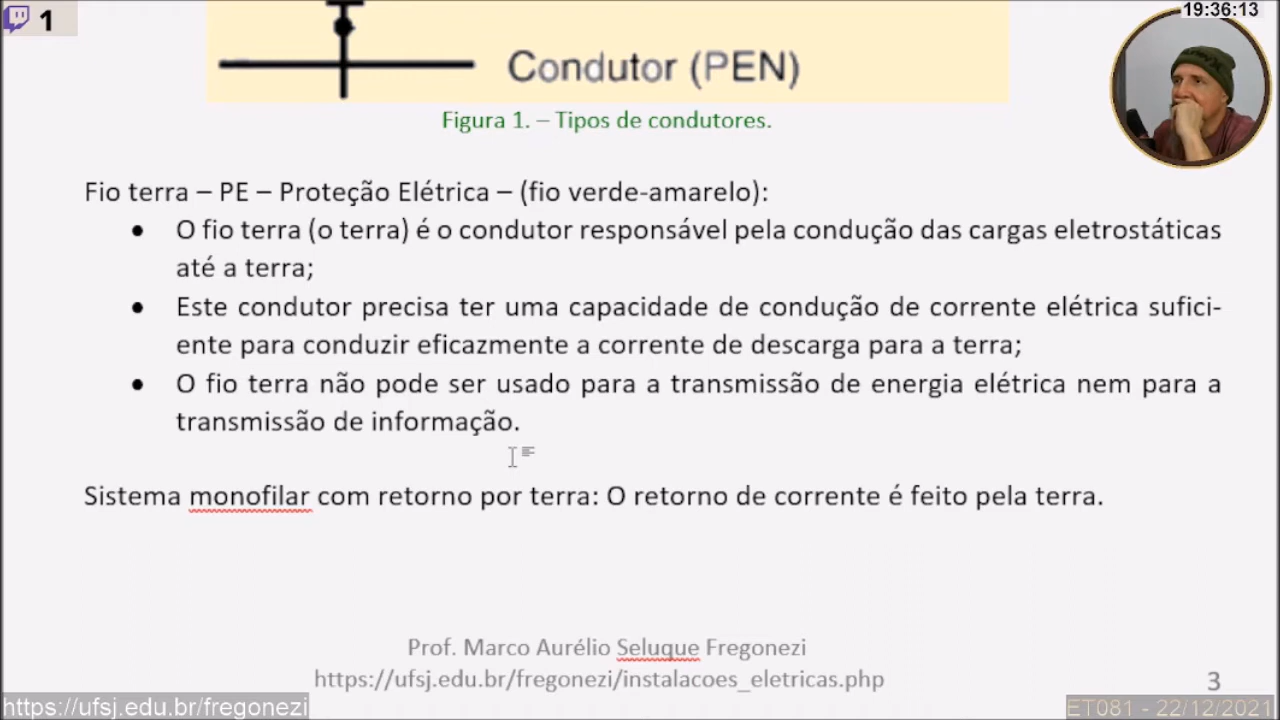 1
19:36:13
Condutor (PEN)
Figura 1. – Tipos de condutores.
Fio terra – PE – Proteção Elétrica – (fio verde-amarelo):
• O fio terra (o terra) é o condutor responsável pela condução das cargas eletrostáticas
até a terra;
• Este condutor precisa ter uma capacidade de condução de corrente elétrica sufici-
ente para conduzir eficazmente a corrente de descarga para a terra;
• O fio terra não pode ser usado para a transmissão de energia elétrica nem para a
transmissão de informação.
Sistema monofilar com retorno por terra: O retorno de corrente é feito pela terra.
Prof. Marco Aurélio Seluque Fregonezi
https://ufsj.edu.br/fregonezi/instalacoes_eletricas.php
3
https://ufsj.edu.br/fregonezi
ET081 - 22/12/2021